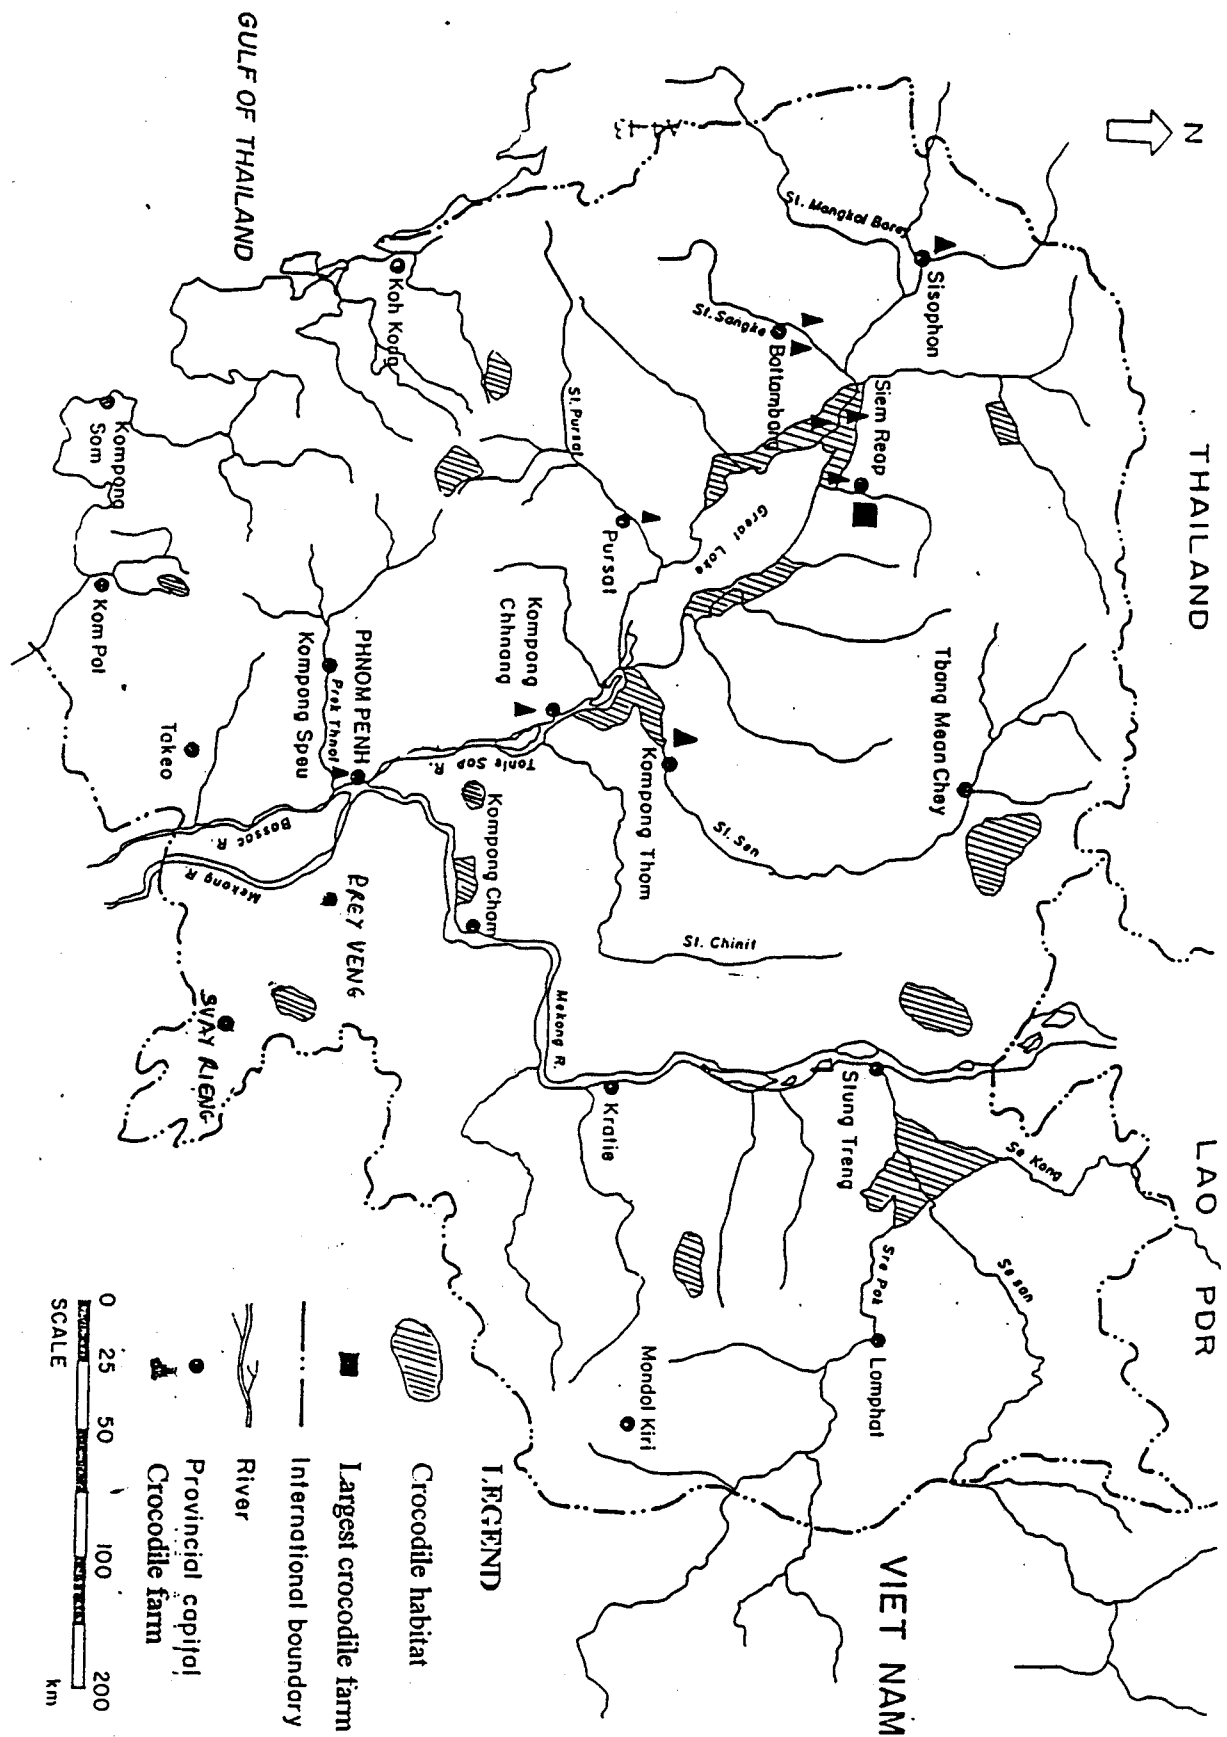 N
THAILAND
LAO PDR
VIET NAM
GULF OF THAILAND
St. Mongkol Borey
Sisophon
St. Sangke
Battambang
Siem Reap
Great Lake
Koh Kong
St. Pursat
Pursat
Tbang Mean Chey
Kompong
Som
Kompong
Chhnang
Kompong Thom
St. Sen
Kom Pot
PHNOM PENH
Prek Thnot
Kompong Speu
Takeo
Tonle Sap R.
Kompong Cham
St. Chinit
Bassac R.
Mekong R.
PREY VENG
SVAY RIENG
Mekong R.
Kratie
Stung Treng
Se Kong
Se san
Sre Pok
Lomphat
Mondol Kiri
LEGEND
Crocodile habitat
Largest crocodile farm
International boundary
River
Provincial capital
Crocodile farm
0 25 50 100 200
SCALE km